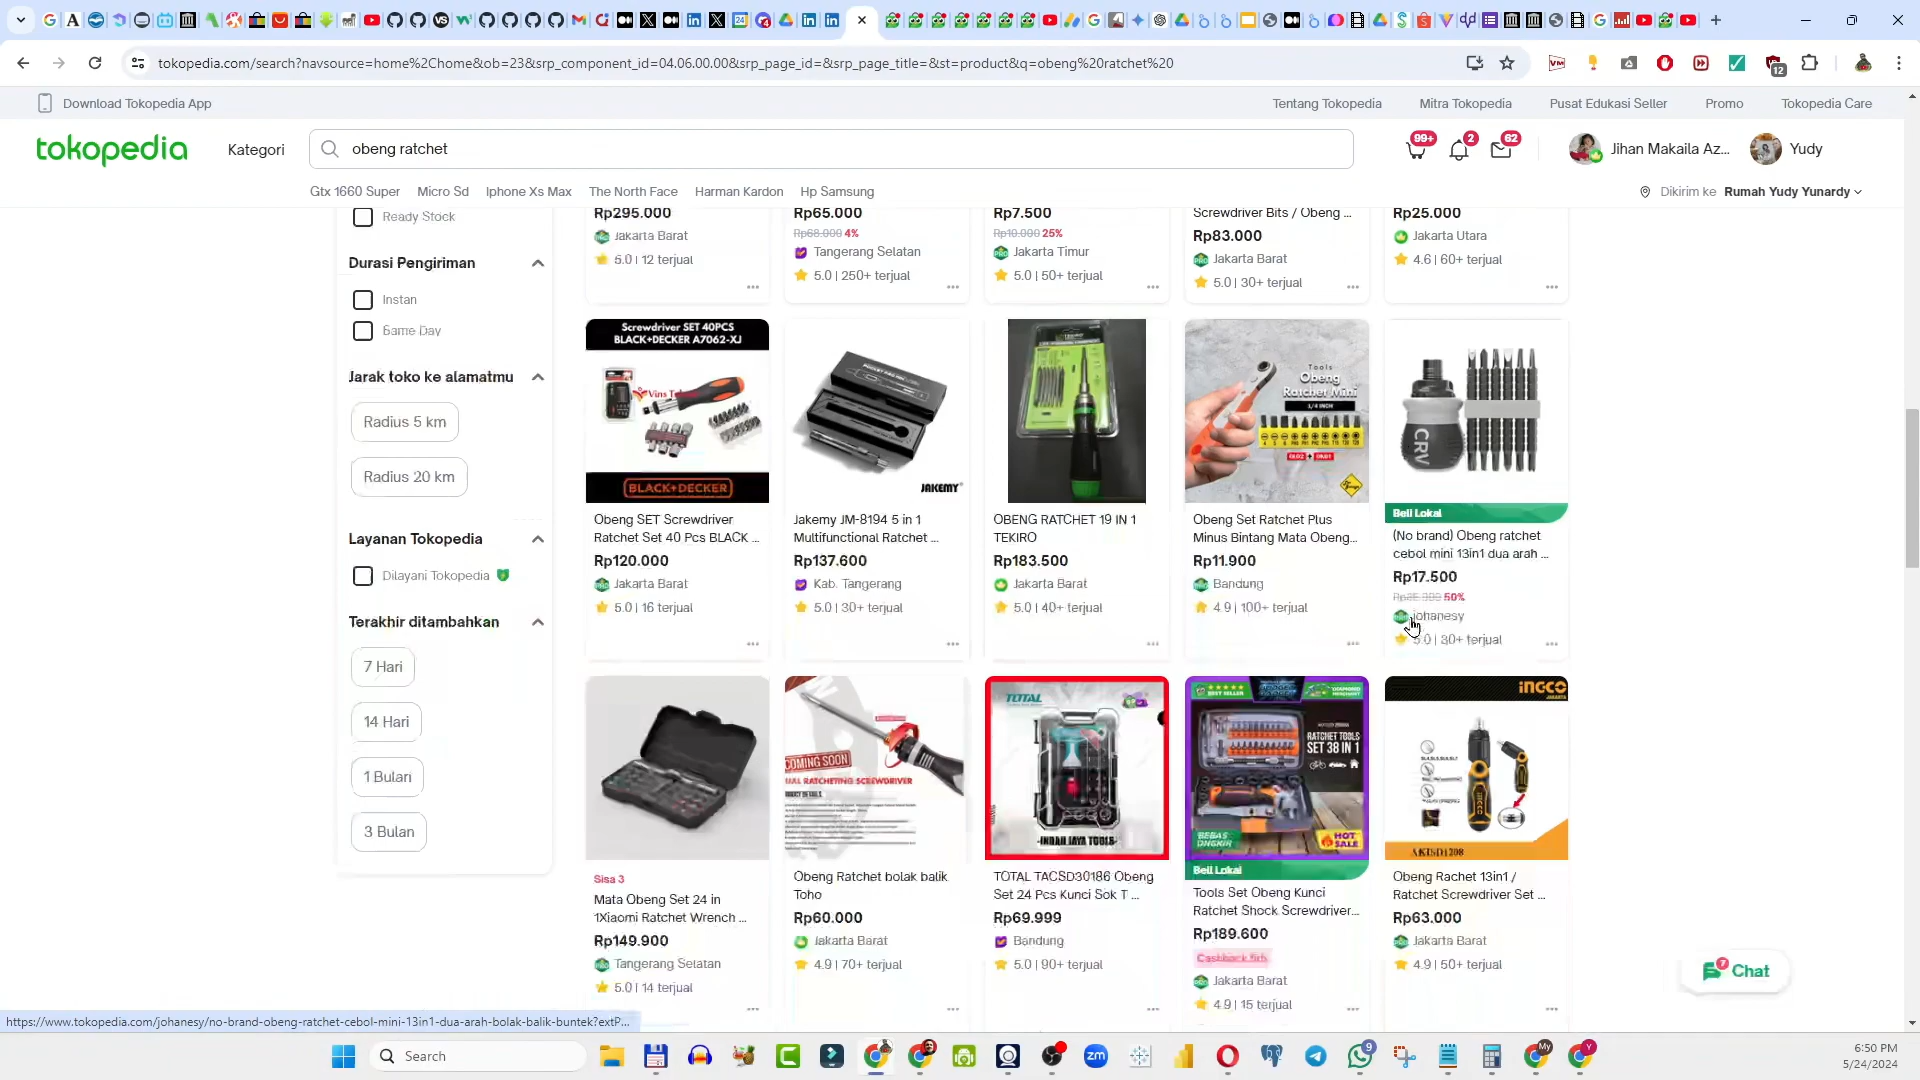 tokopedia.com/search?navsource=home%2Chome&ob=23&srp_component_id=04.06.00.00&srp_page_id=&srp_page_title=&st=product&q=obeng%20ratchet%20
12
Download Tokopedia App
Tentang Tokopedia
Mitra Tokopedia
Pusat Edukasi Seller
Promo
Tokopedia Care
tokopedia
Kategori
obeng ratchet
99+
2
62
Jihan Makaila Az...
Yudy
Gtx 1660 Super
Micro Sd
Iphone Xs Max
The North Face
Harman Kardon
Hp Samsung
Dikirim ke Rumah Yudy Yunardy
Ready Stock
Durasi Pengiriman
Instan
Same Day
Jarak toko ke alamatmu
Radius 5 km
Radius 20 km
Layanan Tokopedia
Dilayani Tokopedia
Terakhir ditambahkan
7 Hari
14 Hari
1 Bulan
3 Bulan
Rp295.000
Jakarta Barat
5.0 | 12 terjual
Rp65.000
Rp68.000 4%
Tangerang Selatan
5.0 | 250+ terjual
Rp7.500
Rp10.000 25%
Jakarta Timur
5.0 | 50+ terjual
Screwdriver Bits / Obeng ...
Rp83.000
Jakarta Barat
5.0 | 30+ terjual
Rp25.000
Jakarta Utara
4.6 | 60+ terjual
Screwdriver SET 40PCS
BLACK+DECKER A7062-XJ
BLACK+DECKER
Obeng SET Screwdriver
Ratchet Set 40 Pcs BLACK ...
Rp120.000
Jakarta Barat
5.0 | 16 terjual
JAKEMY
Jakemy JM-8194 5 in 1
Multifunctional Ratchet ...
Rp137.600
Kab. Tangerang
5.0 | 30+ terjual
OBENG RATCHET 19 IN 1
TEKIRO
Rp183.500
Jakarta Barat
5.0 | 40+ terjual
Tools
Obeng
Ratchet Mini
1/4 INCH
Obeng Set Ratchet Plus
Minus Bintang Mata Obeng...
Rp11.900
Bandung
4.9 | 100+ terjual
CRV
Beli Lokal
(No brand) Obeng ratchet
cebol mini 13in1 dua arah ...
Rp17.500
50%
johanesy
5.0 | 30+ terjual
Sisa 3
Mata Obeng Set 24 in
1Xiaomi Ratchet Wrench ...
Rp149.900
Tangerang Selatan
5.0 | 14 terjual
COMING SOON
RATCHETING SCREWDRIVER
Obeng Ratchet bolak balik
Toho
Rp60.000
Jakarta Barat
4.9 | 70+ terjual
TOTAL
INDAH JAYA TOOLS
TOTAL TACSD30186 Obeng
Set 24 Pcs Kunci Sok T ...
Rp69.999
Bandung
5.0 | 90+ terjual
BEST SELLER
RATCHET TOOLS
SET 38 IN 1
BEBAS
ONGKIR
HOT
SALE
Beli Lokal
Tools Set Obeng Kunci
Ratchet Shock Screwdriver...
Rp189.600
Cashback 5rb
Jakarta Barat
4.9 | 15 terjual
INGCO
AKISD1208
Obeng Rachet 13in1 /
Ratchet Screwdriver Set ...
Rp63.000
Jakarta Barat
4.9 | 50+ terjual
7
Chat
https://www.tokopedia.com/johanesy/no-brand-obeng-ratchet-cebol-mini-13in1-dua-arah-bolak-balik-buntek?extP...
Search
zm
9
6:50 PM
5/24/2024